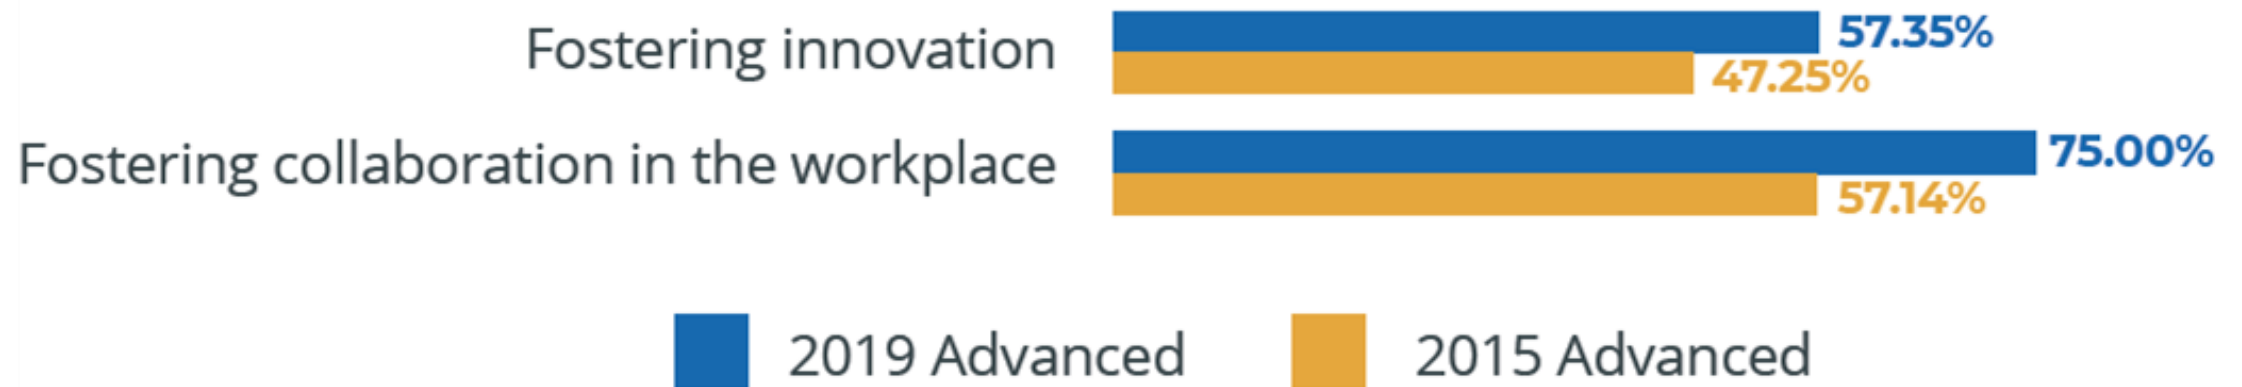 Fostering innovation 57.35%
47.25%
Fostering collaboration in the workplace 75.00%
57.14%
2019 Advanced 2015 Advanced